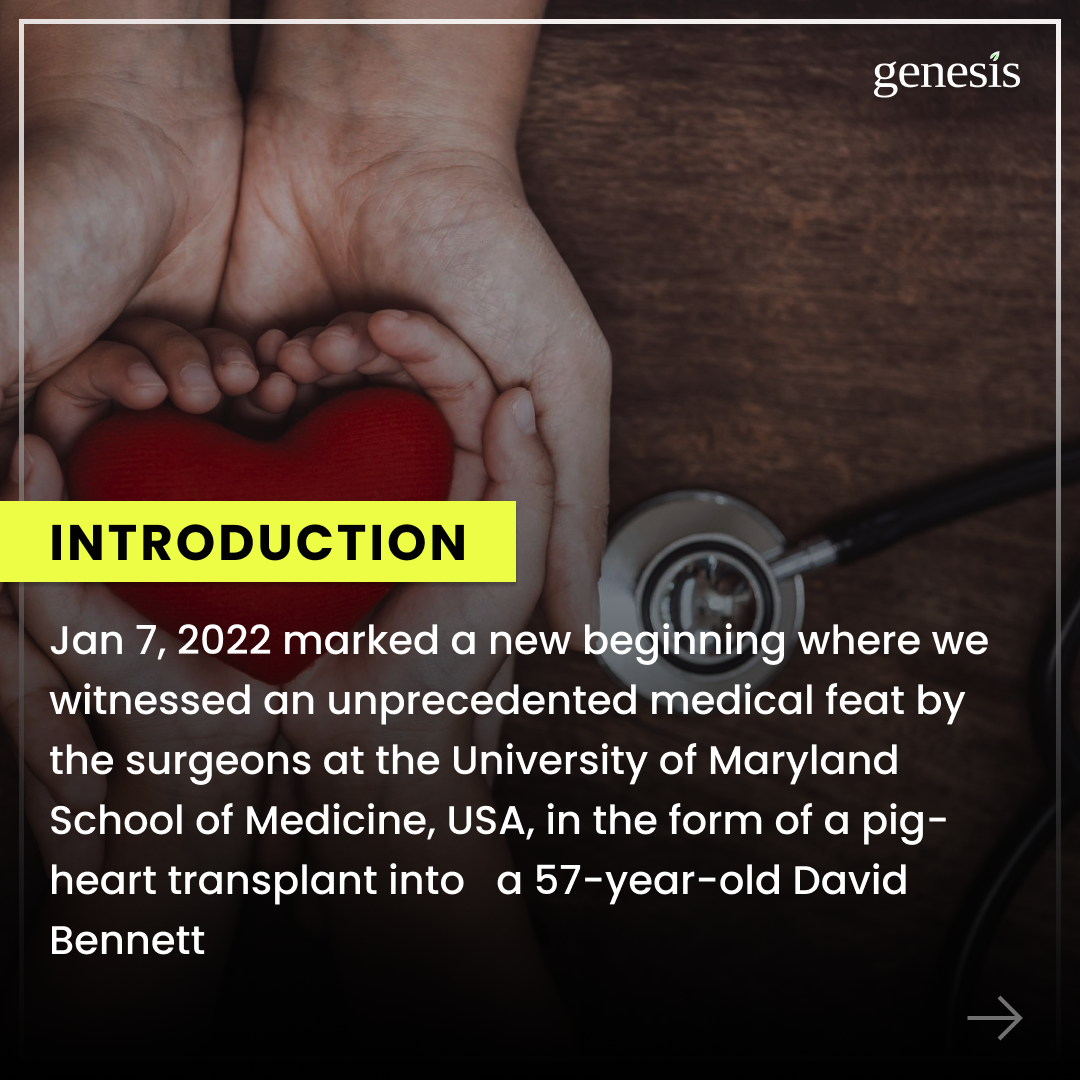 genesis
INTRODUCTION
Jan 7, 2022 marked a new beginning where we
witnessed an unprecedented medical feat by
the surgeons at the University of Maryland
School of Medicine, USA, in the form of a pig-
heart transplant into   a 57-year-old David
Bennett